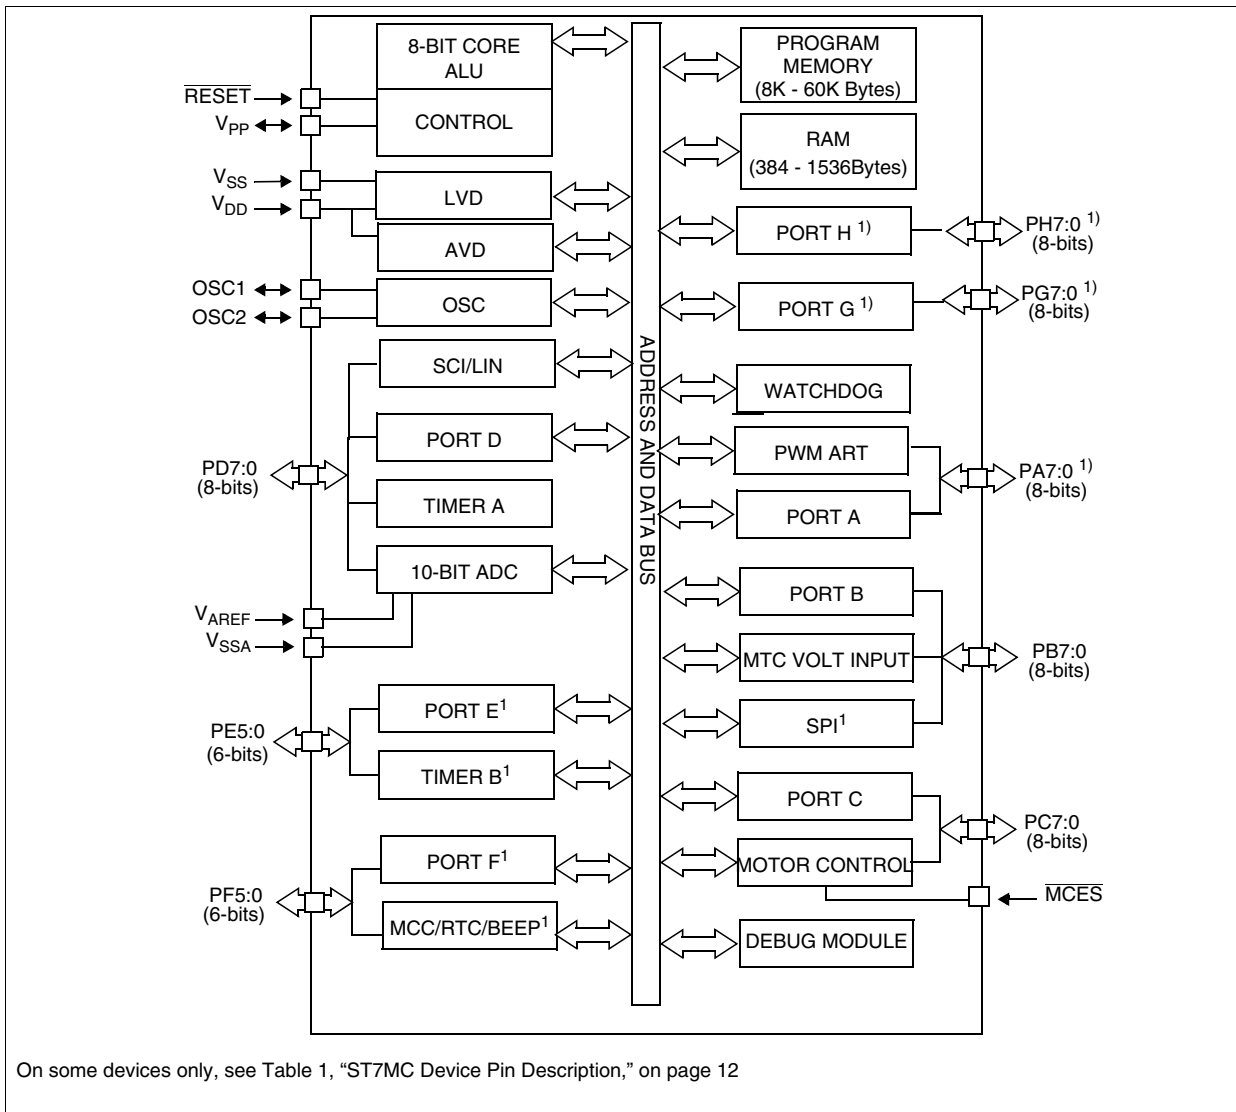 8-BIT CORE
ALU
CONTROL
RESET
VPP
VSS
VDD
LVD
AVD
OSC1
OSC2
OSC
SCI/LIN
PORT D
TIMER A
10-BIT ADC
PD7:0
(8-bits)
VAREF
VSSA
PORT E1
TIMER B1
PE5:0
(6-bits)
PORT F1
MCC/RTC/BEEP1
PF5:0
(6-bits)
ADDRESS AND DATA BUS
PROGRAM
MEMORY
(8K - 60K Bytes)
RAM
(384 - 1536Bytes)
PORT H 1)
PH7:0 1)
(8-bits)
PORT G 1)
PG7:0 1)
(8-bits)
WATCHDOG
PWM ART
PORT A
PA7:0 1)
(8-bits)
PORT B
MTC VOLT INPUT
SPI1
PB7:0
(8-bits)
PORT C
MOTOR CONTROL
PC7:0
(8-bits)
MCES
DEBUG MODULE
On some devices only, see Table 1, “ST7MC Device Pin Description,” on page 12